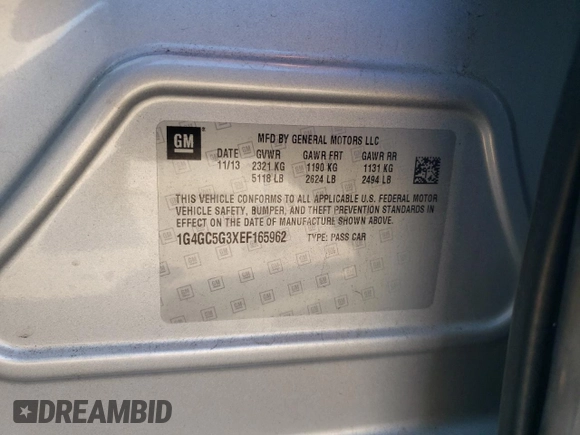 GM
MFD BY GENERAL MOTORS LLC
DATE GVWR GAWR FRT GAWR RR
11/13 2321 KG 1190 KG 1131 KG
5118 LB 2624 LB 2494 LB
THIS VEHICLE CONFORMS TO ALL APPLICABLE U.S. FEDERAL MOTOR
VEHICLE SAFETY, BUMPER, AND THEFT PREVENTION STANDARDS IN
EFFECT ON THE DATE OF MANUFACTURE SHOWN ABOVE.
1G4GC5G3XEF165962 TYPE: PASS CAR
DREAMBID